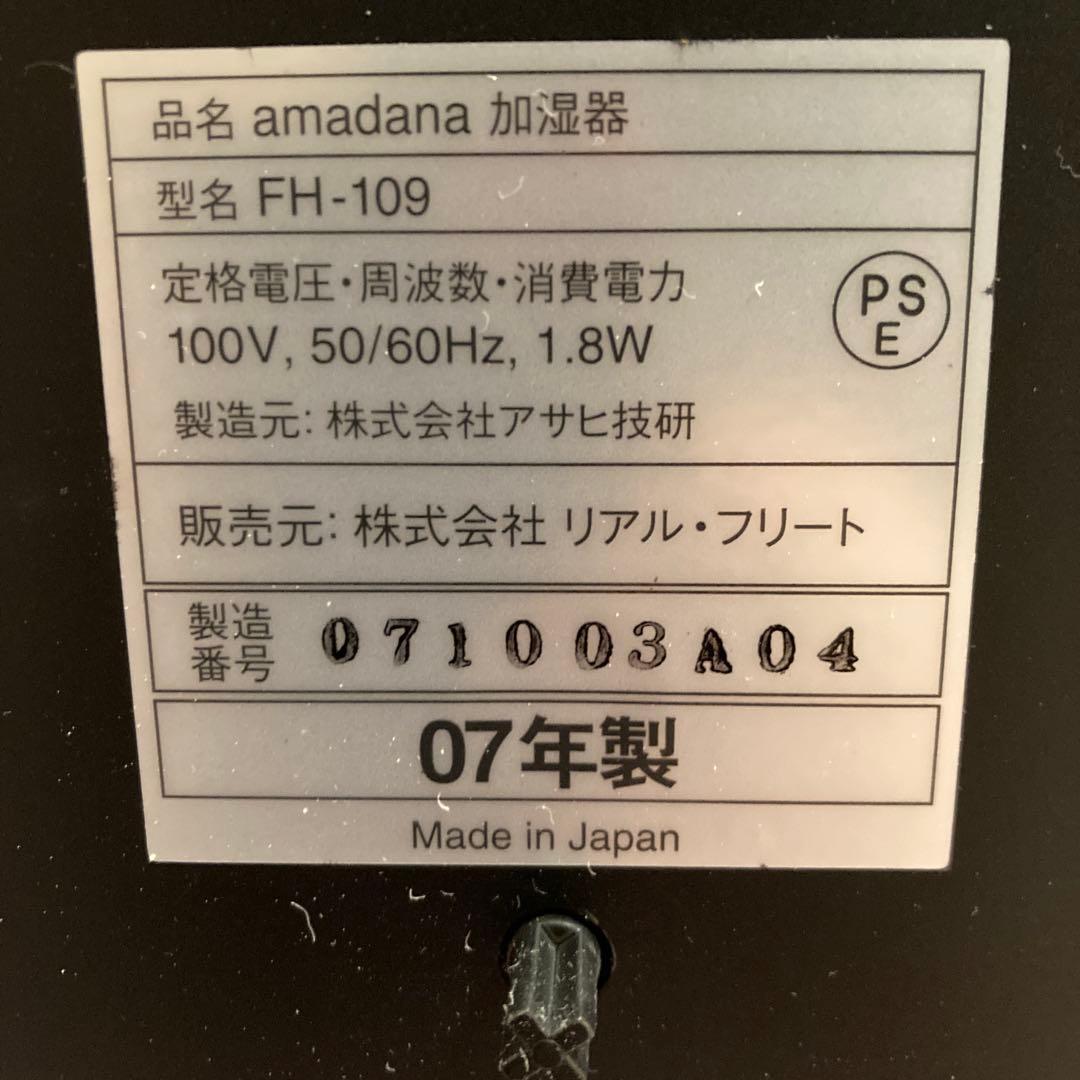 品名 amadana 加湿器
型名 FH-109
定格電圧・周波数・消費電力
100V, 50/60Hz, 1.8W
PS
E
製造元: 株式会社アサヒ技研
販売元: 株式会社 リアル・フリート
製造
番号 071003A04
07年製
Made in Japan